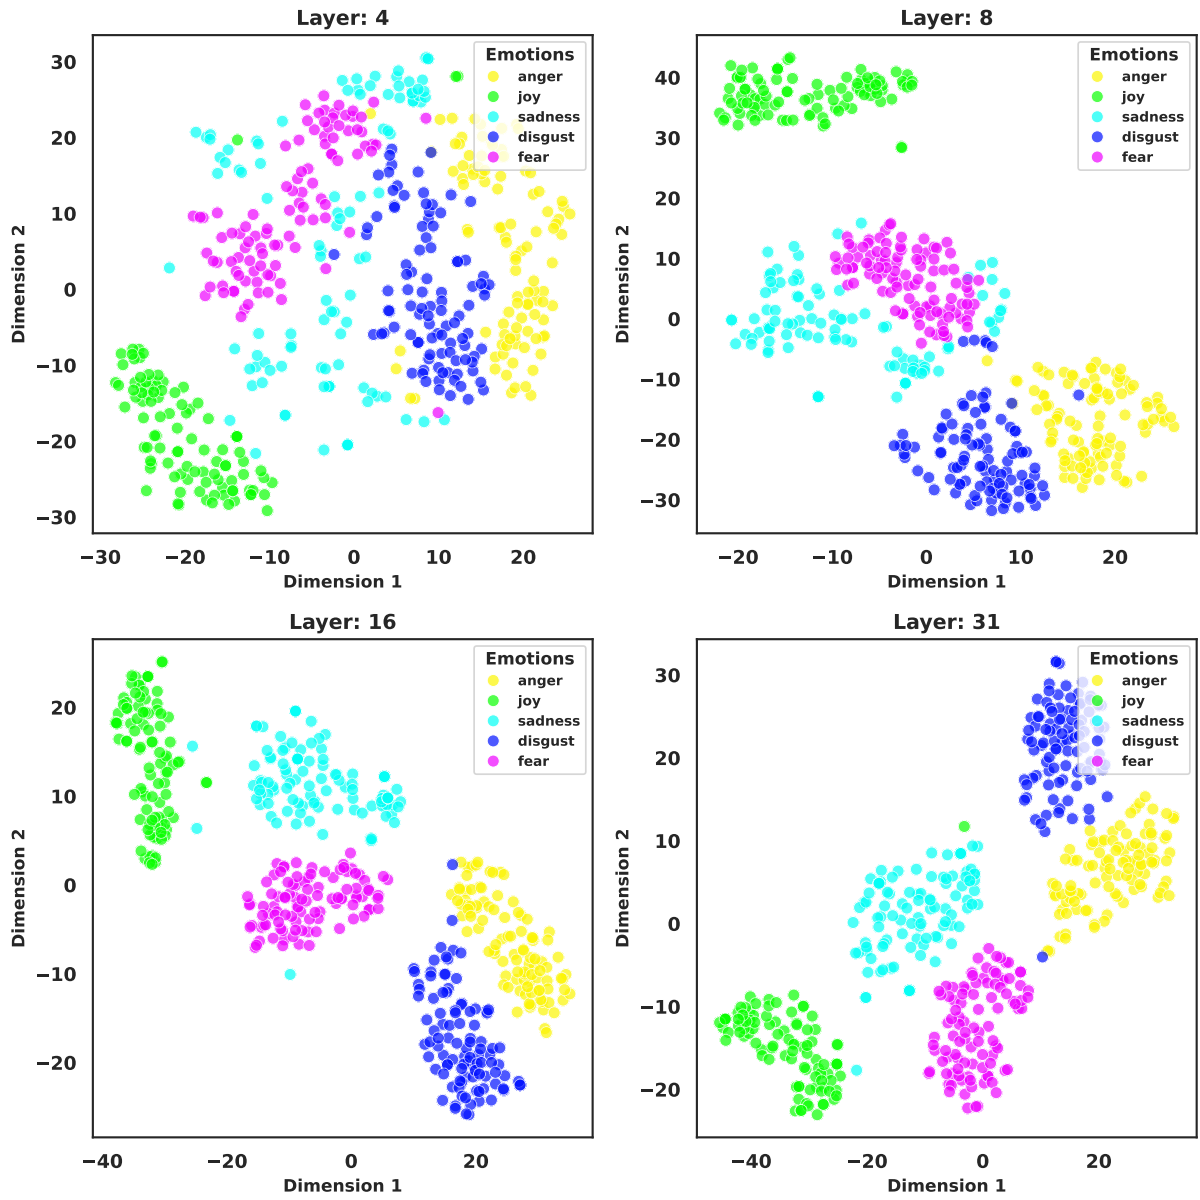 Layer: 4
Emotions
anger
joy
sadness
disgust
fear
30
20
10
0
−10
−20
−30
Dimension 2
−30
−20
−10
0
10
20
Dimension 1
Layer: 8
Emotions
anger
joy
sadness
disgust
fear
40
30
20
10
0
−10
−20
−30
Dimension 2
−20
−10
0
10
20
Dimension 1
Layer: 16
Emotions
anger
joy
sadness
disgust
fear
20
10
0
−10
−20
Dimension 2
−40
−20
0
20
Dimension 1
Layer: 31
Emotions
anger
joy
sadness
disgust
fear
30
20
10
0
−10
−20
Dimension 2
−40
−20
0
20
Dimension 1